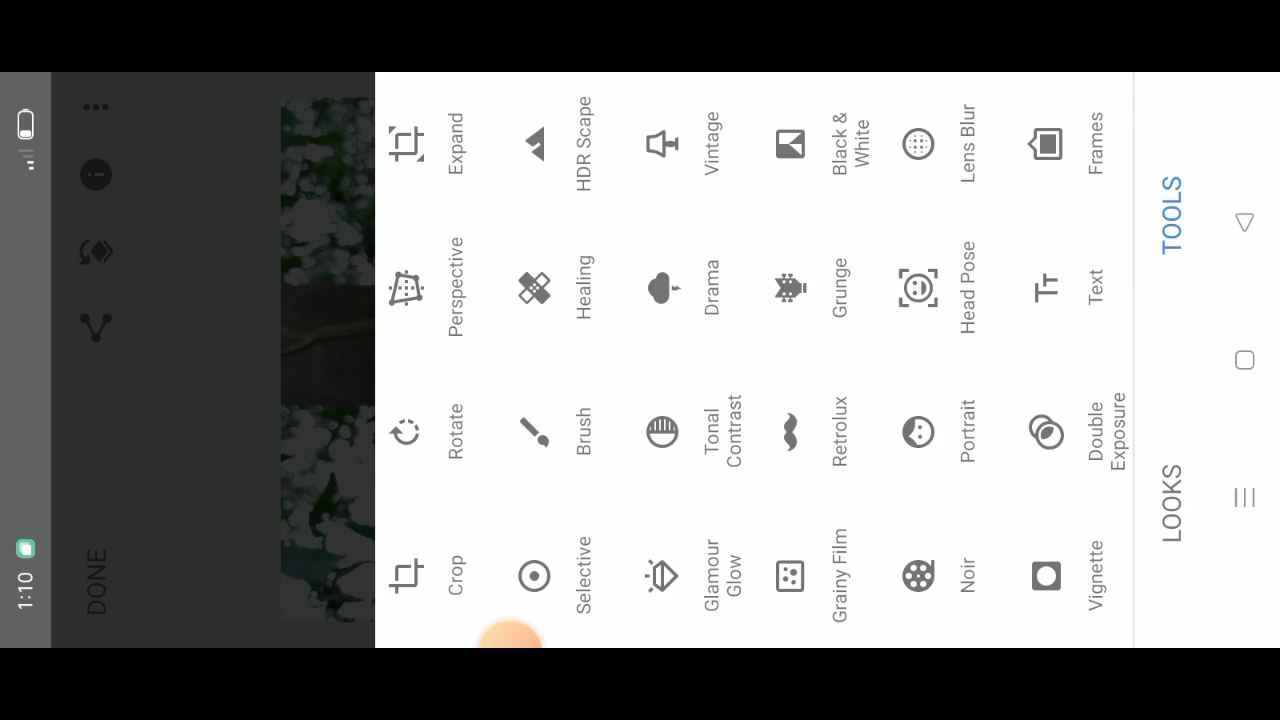 1:10
DONE
Crop
Rotate
Perspective
Expand
Selective
Brush
Healing
HDR Scape
Glamour
Glow
Tonal
Contrast
Drama
Vintage
Grainy Film
Retrolux
Grunge
Black &
White
Noir
Portrait
Head Pose
Lens Blur
Vignette
Double
Exposure
Text
Frames
LOOKS
TOOLS